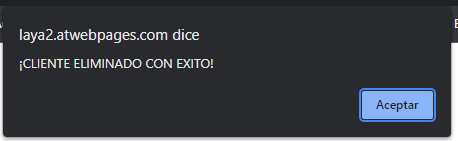 laya2.atwebpages.com dice
¡CLIENTE ELIMINADO CON EXITO!
Aceptar